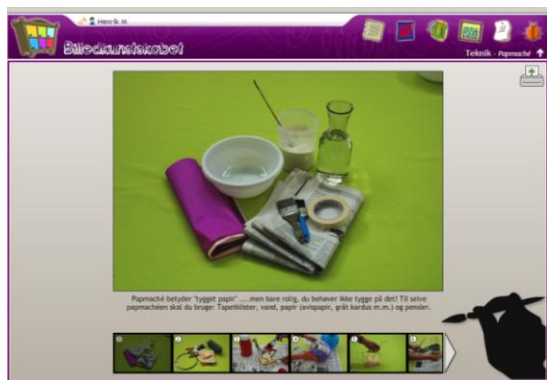 Henrik M
Billedkunstskabet
Teknik - Papmaché
Papmaché betyder "tygget papir" .....men bare rolig, du behøver ikke tygge på det! Til selve
papmachéen skal du bruge: Tapetklister, vand, papir (avispapir, gråt kardus m.m.) og pensler.